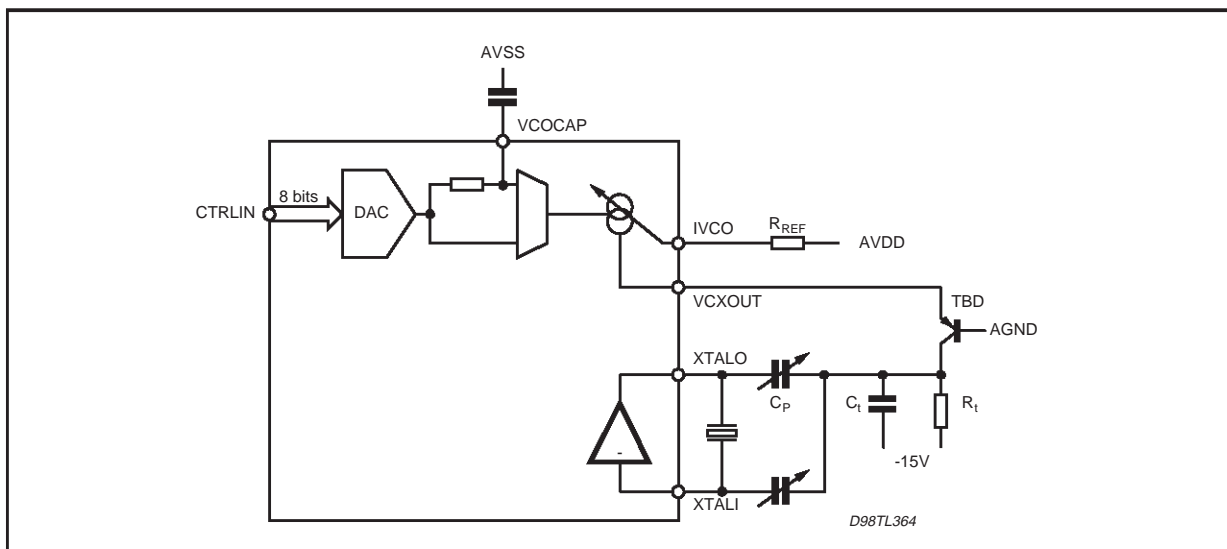 AVSS
VCOCAP
8 bits
CTRLIN
DAC
IVCO
RREF
AVDD
VCXOUT
TBD
AGND
XTALO
CP
Ct
Rt
-15V
-
XTALI
D98TL364